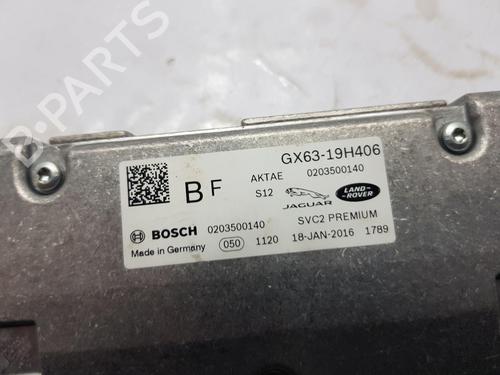 B-PARTS
GX63-19H406
B F AKTAE 0203500140
S12 JAGUAR LAND-ROVER
BOSCH 0203500140 SVC2 PREMIUM
Made in Germany 050 1120 18-JAN-2016 1789